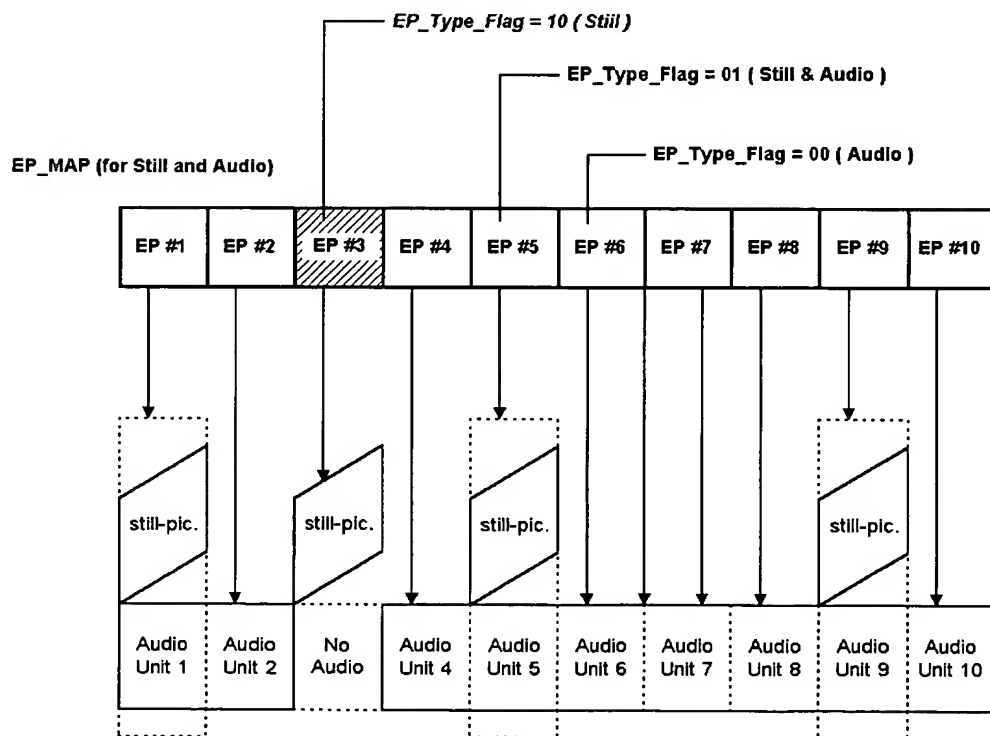 EP_Type_Flag = 10 ( Still )
EP_Type_Flag = 01 ( Still & Audio )
EP_Type_Flag = 00 ( Audio )
EP_MAP (for Still and Audio)
EP #1 EP #2 EP #3 EP #4 EP #5 EP #6 EP #7 EP #8 EP #9 EP #10
still-pic. still-pic. still-pic. still-pic.
Audio Audio No Audio Audio Audio Audio Audio Audio Audio
Unit 1 Unit 2 Audio Unit 4 Unit 5 Unit 6 Unit 7 Unit 8 Unit 9 Unit 10